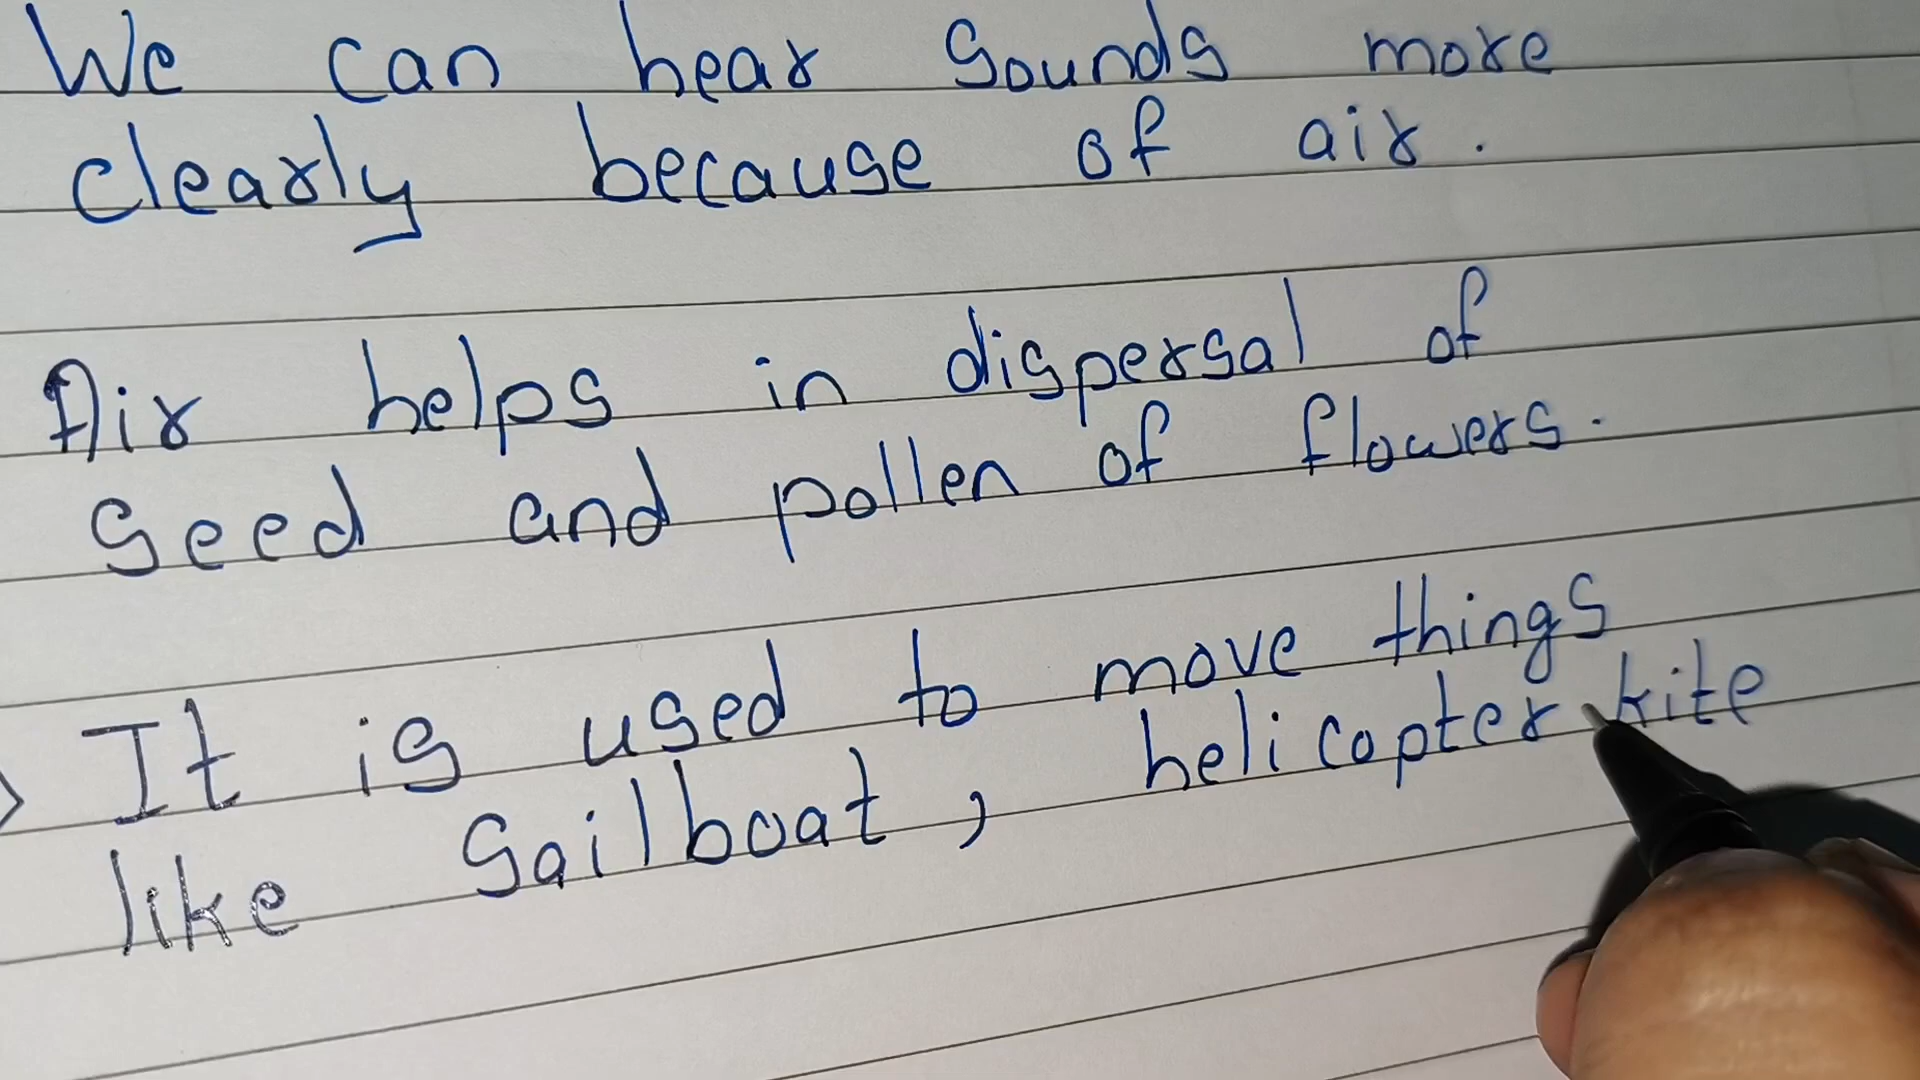 We can hear sounds more
clearly because of air.
Air helps in dispersal of
seed and pollen of flowers.
It is used to move things
like sailboat, helicopter kite